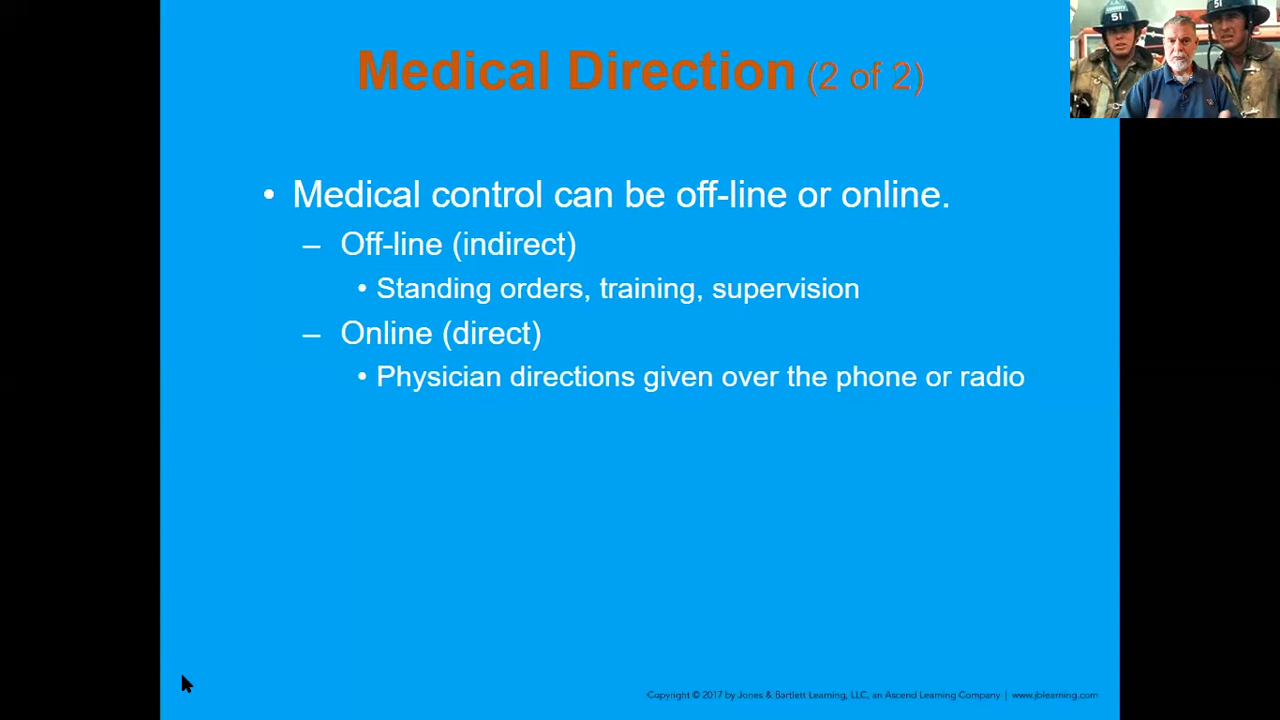 Medical Direction (2 of 2)
51
51
• Medical control can be off-line or online.
– Off-line (indirect)
• Standing orders, training, supervision
– Online (direct)
• Physician directions given over the phone or radio
Copyright © 2017 by Jones & Bartlett Learning, LLC, an Ascend Learning Company | www.jblearning.com